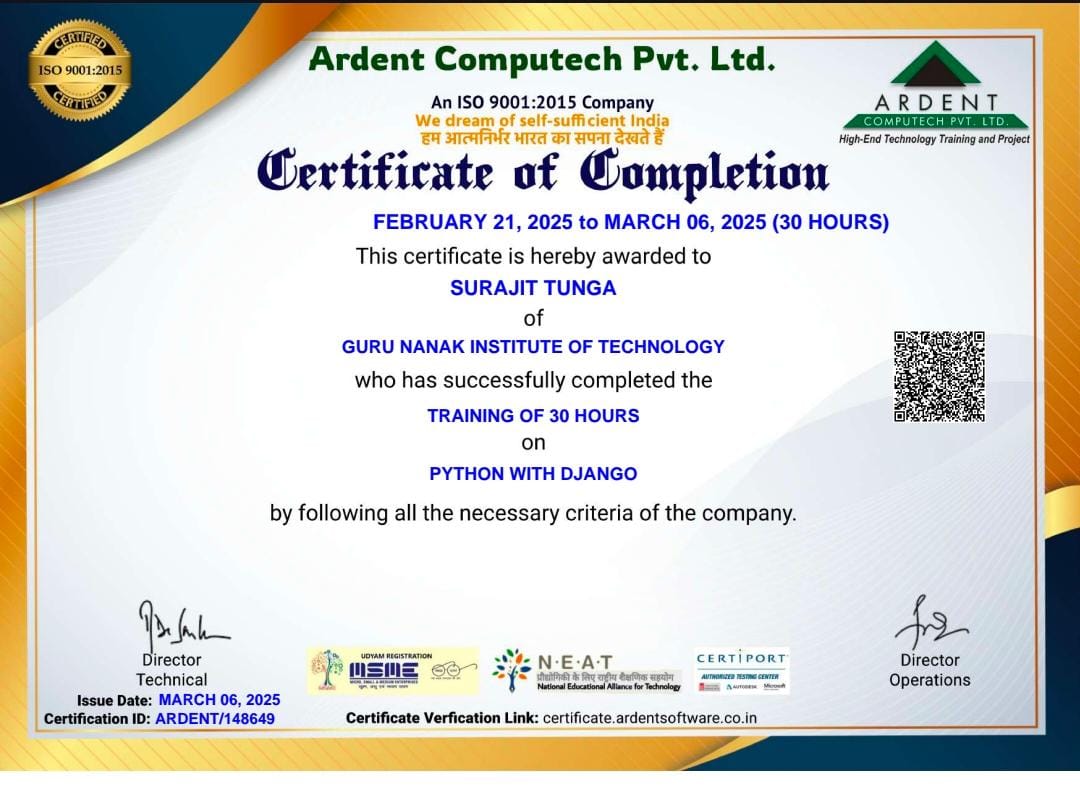 CERTIFIED
ISO 9001:2015
CERTIFIED
Ardent Computech Pvt. Ltd.
An ISO 9001:2015 Company
We dream of self-sufficient India
हम आत्मनिर्भर भारत का सपना देखते हैं
ARDENT
COMPUTECH PVT. LTD.
High-End Technology Training and Project
Certificate of Completion
FEBRUARY 21, 2025 to MARCH 06, 2025 (30 HOURS)
This certificate is hereby awarded to
SURAJIT TUNGA
of
GURU NANAK INSTITUTE OF TECHNOLOGY
who has successfully completed the
TRAINING OF 30 HOURS
on
PYTHON WITH DJANGO
by following all the necessary criteria of the company.
Director
Technical
Issue Date: MARCH 06, 2025
Certification ID: ARDENT/148649
UDYAM REGISTRATION
MSME
MICRO, SMALL & MEDIUM ENTERPRISES
N·E·A·T
प्रौद्योगिकी के लिए राष्ट्रीय शैक्षणिक सहयोग
National Educational Alliance for Technology
CERTIPORT
AUTHORIZED TESTING CENTER
AUTODESK
Microsoft
Director
Operations
Certificate Verfication Link: certificate.ardentsoftware.co.in